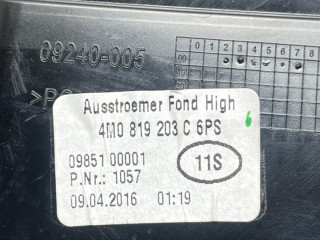 09240-005
0 1 2 3 4 5 6 7 8
00
Ausstroemer Fond High
4M0 819 203 C 6PS
09851 00001
11S
P.Nr.: 1057
09.04.2016 01:19